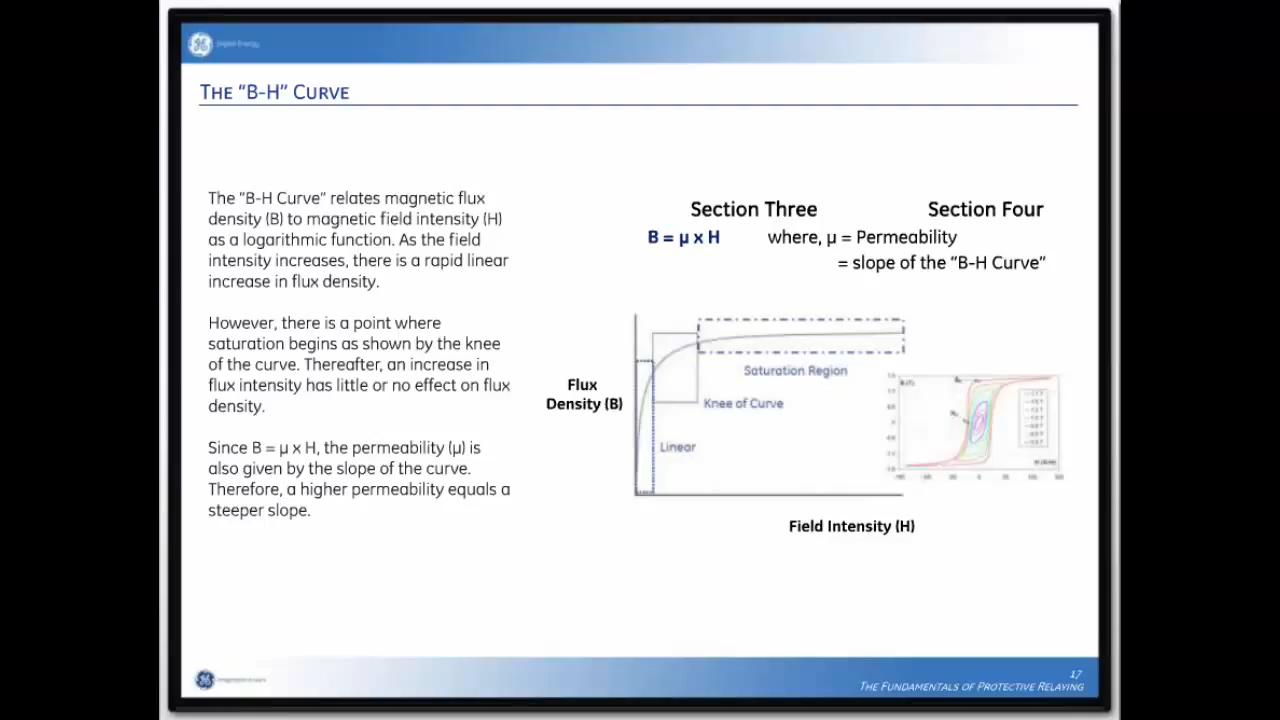 Digital Energy
THE "B-H" CURVE
The "B-H Curve" relates magnetic flux
density (B) to magnetic field intensity (H)
as a logarithmic function. As the field
intensity increases, there is a rapid linear
increase in flux density.
However, there is a point where
saturation begins as shown by the knee
of the curve. Thereafter, an increase in
flux intensity has little or no effect on flux
density.
Since B = μ x H, the permeability (μ) is
also given by the slope of the curve.
Therefore, a higher permeability equals a
steeper slope.
Section Three Section Four
B = μ x H where, μ = Permeability
= slope of the "B-H Curve"
Saturation Region
Flux
Density (B)
Knee of Curve
Linear
Field Intensity (H)
17
THE FUNDAMENTALS OF PROTECTIVE RELAYING